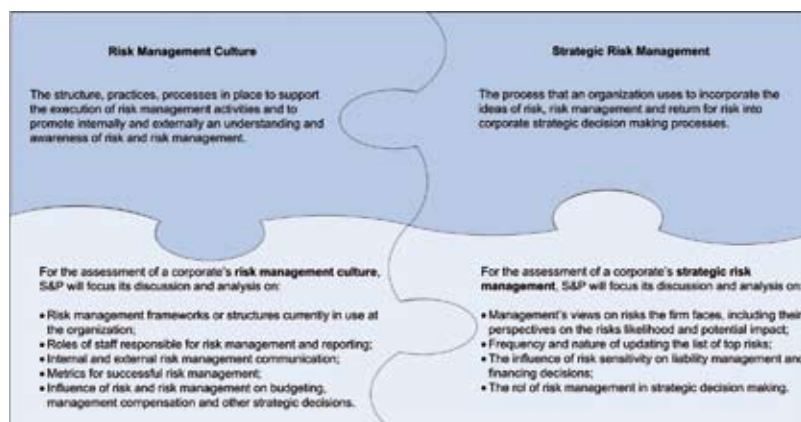 Risk Management Culture
The structure, practices, processes in place to support
the execution of risk management activities and to
promote internally and externally an understanding and
awareness of risk and risk management.
Strategic Risk Management
The process that an organization uses to incorporate the
ideas of risk, risk management and return for risk into
corporate strategic decision making processes.
For the assessment of a corporate's risk management culture,
S&P will focus its discussion and analysis on:
• Risk management frameworks or structures currently in use at
the organization;
• Roles of staff responsible for risk management and reporting;
• Internal and external risk management communication;
• Metrics for successful risk management;
• Influence of risk and risk management on budgeting,
management compensation and other strategic decisions.
For the assessment of a corporate's strategic risk
management, S&P will focus its discussion and analysis on:
• Management's views on risks the firm faces, including their
perspectives on the risks likelihood and potential impact;
• Frequency and nature of updating the list of top risks;
• The influence of risk sensitivity on liability management and
financing decisions;
• The rol of risk management in strategic decision making.